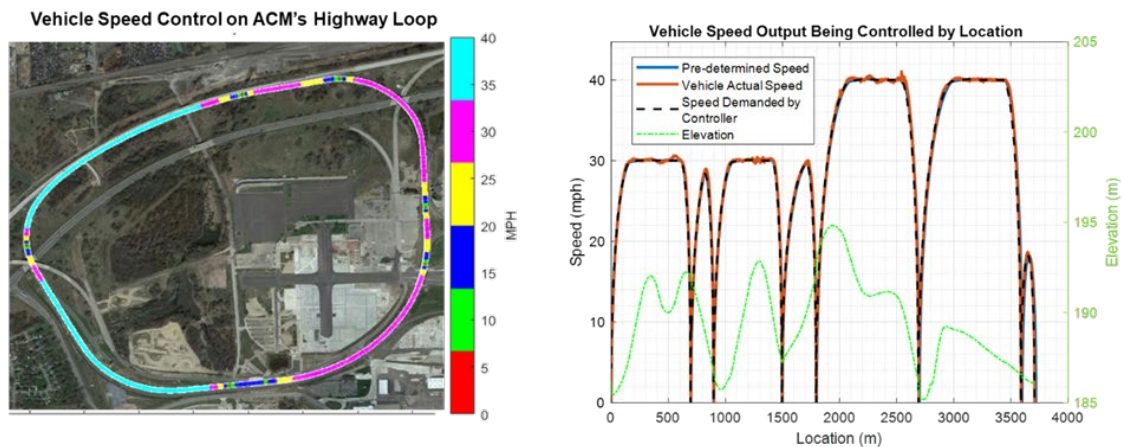 Vehicle Speed Control on ACM's Highway Loop
40
35
30
25
20
15
10
5
0
MPH
Vehicle Speed Output Being Controlled by Location
Pre-determined Speed
Vehicle Actual Speed
Speed Demanded by
Controller
Elevation
Speed (mph)
40
30
20
10
0
205
200
195
190
185
Elevation (m)
0
500
1000
1500
2000
2500
3000
3500
4000
Location (m)